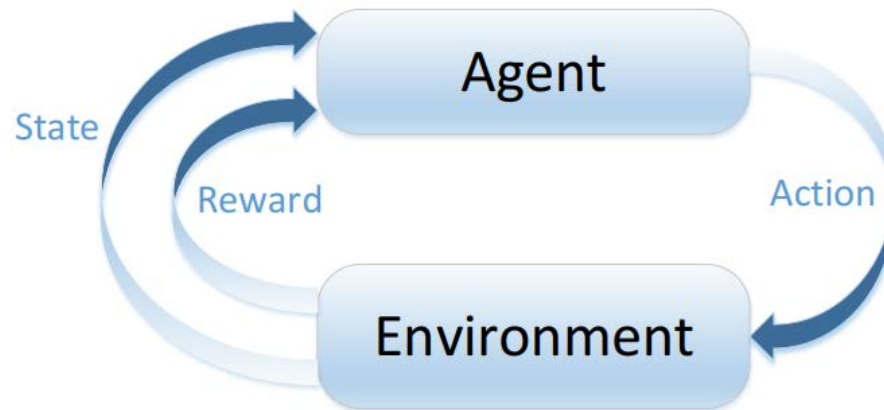 Agent
State
Reward
Action
Environment